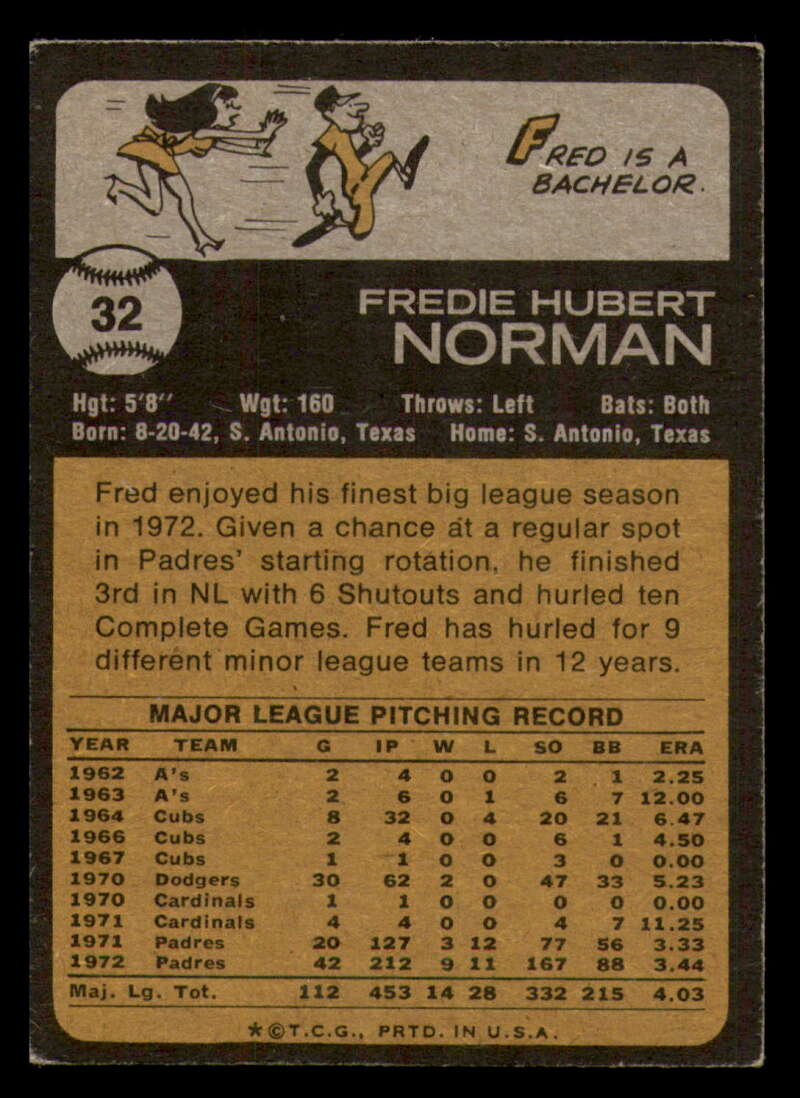 FRED IS A
BACHELOR.
32
FREDIE HUBERT
NORMAN
Hgt: 5'8" Wgt: 160 Throws: Left Bats: Both
Born: 8-20-42, S. Antonio, Texas Home: S. Antonio, Texas
Fred enjoyed his finest big league season
in 1972. Given a chance at a regular spot
in Padres' starting rotation, he finished
3rd in NL with 6 Shutouts and hurled ten
Complete Games. Fred has hurled for 9
different minor league teams in 12 years.
MAJOR LEAGUE PITCHING RECORD
YEAR TEAM G IP W L SO BB ERA
1962 A's 2 4 0 0 2 1 2.25
1963 A's 2 6 0 1 6 7 12.00
1964 Cubs 8 32 0 4 20 21 6.47
1966 Cubs 2 4 0 0 6 1 4.50
1967 Cubs 1 1 0 0 3 0 0.00
1970 Dodgers 30 62 2 0 47 33 5.23
1970 Cardinals 1 1 0 0 0 0 0.00
1971 Cardinals 4 4 0 0 4 7 11.25
1971 Padres 20 127 3 12 77 56 3.33
1972 Padres 42 212 9 11 167 88 3.44
Maj. Lg. Tot. 112 453 14 28 332 215 4.03
*©T.C.G., PRTD. IN U.S.A.